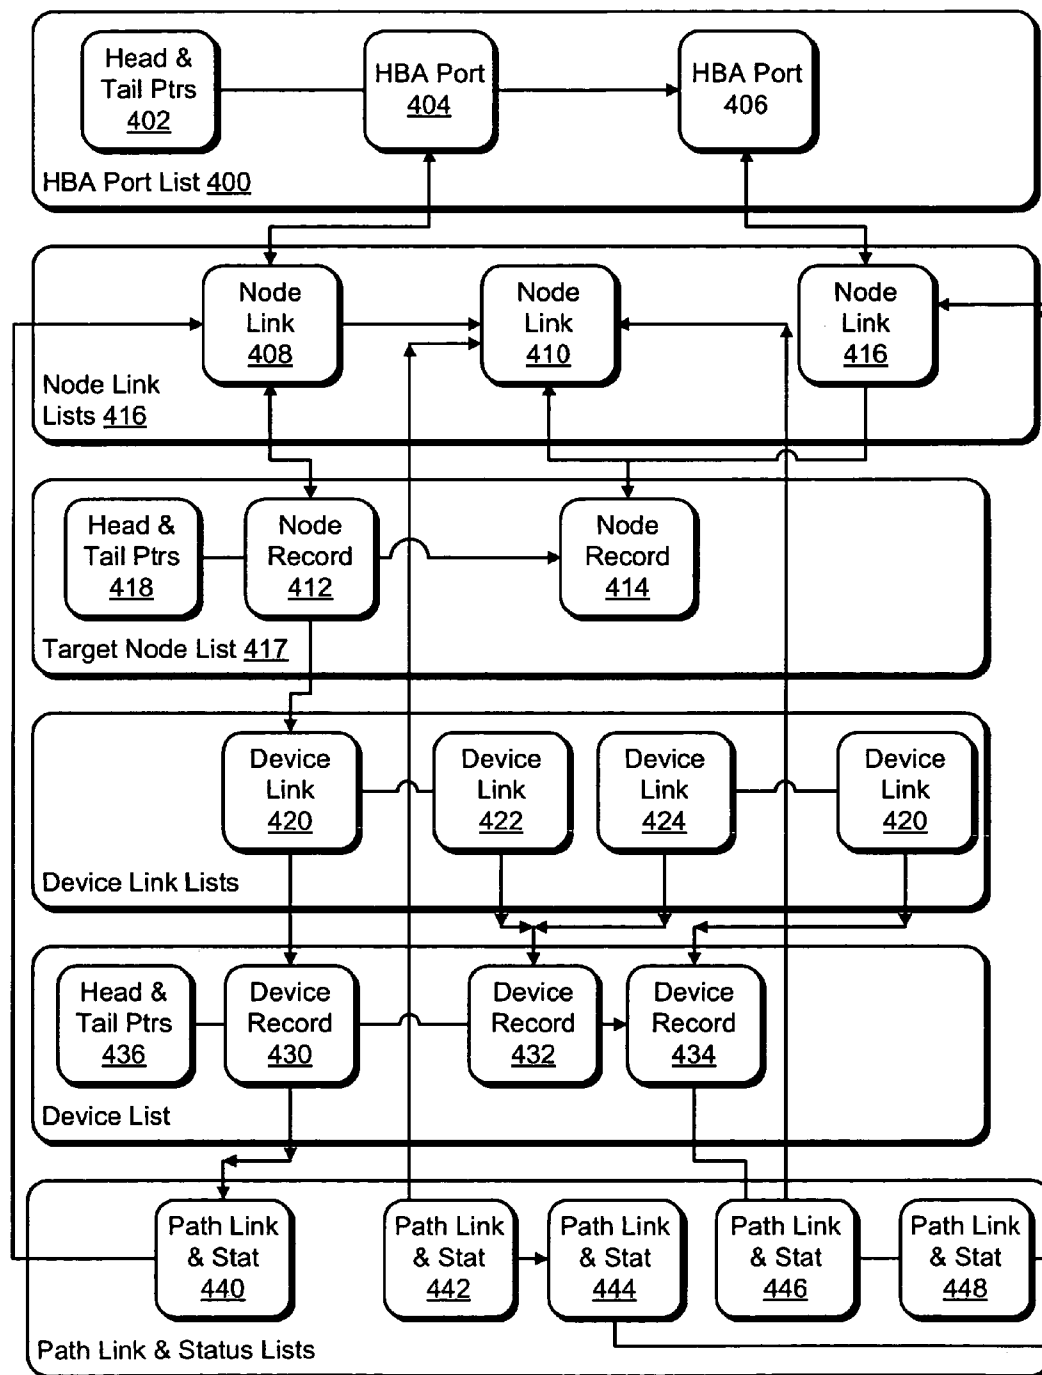 Head &
Tail Ptrs
402
HBA Port
404
HBA Port
406
HBA Port List 400
Node
Link
408
Node
Link
410
Node
Link
416
Node Link
Lists 416
Head &
Tail Ptrs
418
Node
Record
412
Node
Record
414
Target Node List 417
Device
Link
420
Device
Link
422
Device
Link
424
Device
Link
420
Device Link Lists
Head &
Tail Ptrs
436
Device
Record
430
Device
Record
432
Device
Record
434
Device List
Path Link
& Stat
440
Path Link
& Stat
442
Path Link
& Stat
444
Path Link
& Stat
446
Path Link
& Stat
448
Path Link & Status Lists